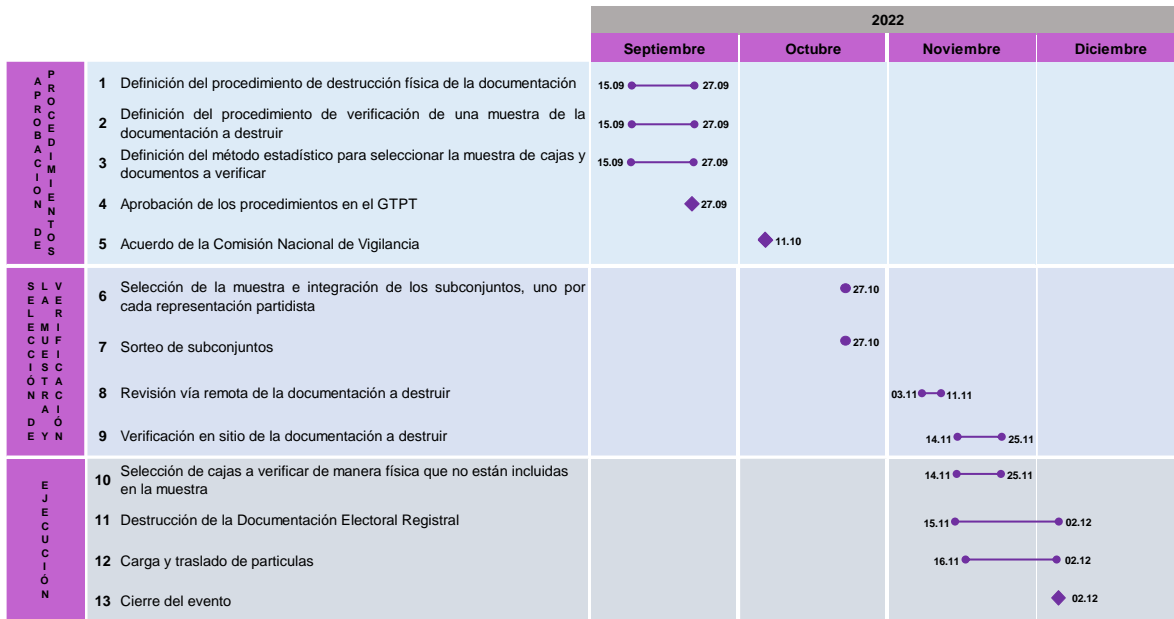 2022
Septiembre Octubre Noviembre Diciembre
APROBACION DE PROCEDIMIENTOS
1 Definición del procedimiento de destrucción física de la documentación 15.09 27.09
2 Definición del procedimiento de verificación de una muestra de la
documentación a destruir 15.09 27.09
3 Definición del método estadístico para seleccionar la muestra de cajas y
documentos a verificar 15.09 27.09
4 Aprobación de los procedimientos en el GTPT 27.09
5 Acuerdo de la Comisión Nacional de Vigilancia 11.10
SELECCIÓN DE LA MUESTRA Y VERIFICACIÓN
6 Selección de la muestra e integración de los subconjuntos, uno por
cada representación partidista 27.10
7 Sorteo de subconjuntos 27.10
8 Revisión vía remota de la documentación a destruir 03.11 11.11
9 Verificación en sitio de la documentación a destruir 14.11 25.11
EJECUCIÓN
10 Selección de cajas a verificar de manera física que no están incluidas
en la muestra 14.11 25.11
11 Destrucción de la Documentación Electoral Registral 15.11 02.12
12 Carga y traslado de particulas 16.11 02.12
13 Cierre del evento 02.12